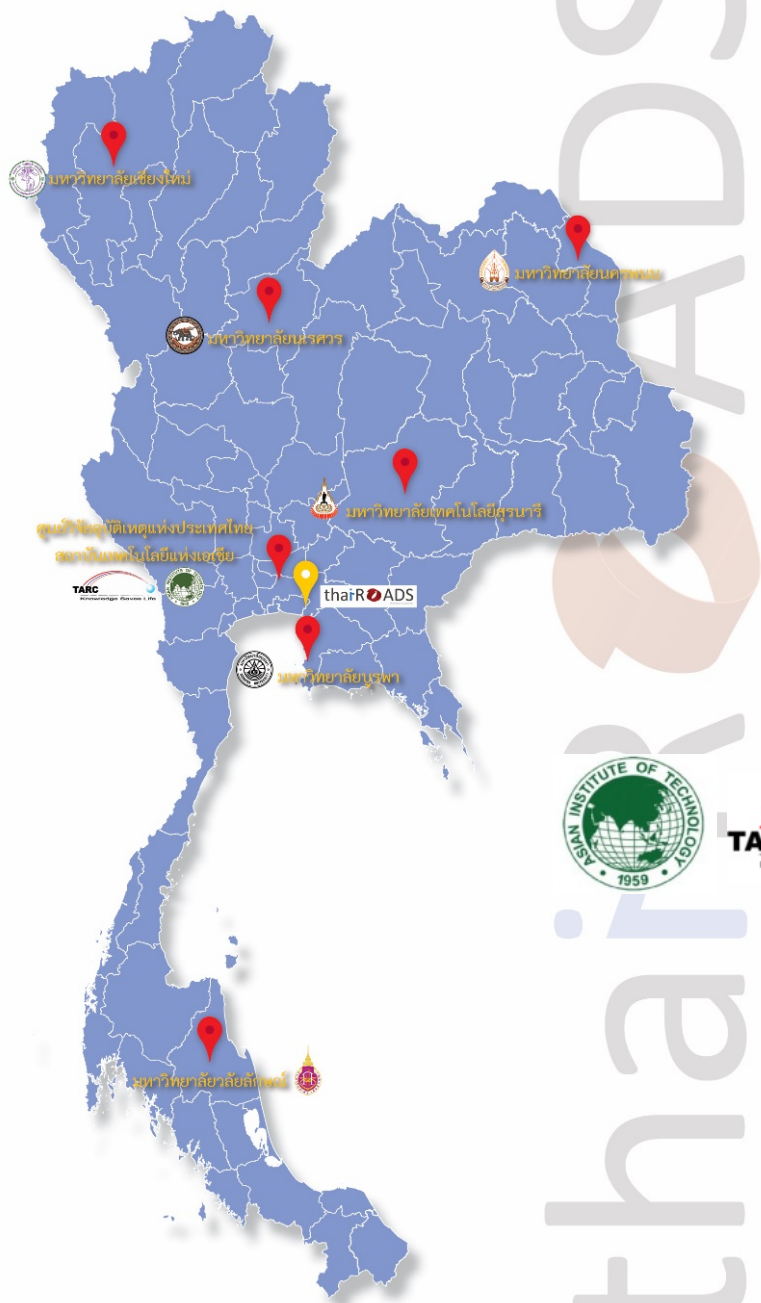 มหาวิทยาลัยเชียงใหม่
มหาวิทยาลัยนครพนม
มหาวิทยาลัยนเรศวร
มหาวิทยาลัยเทคโนโลยีสุรนารี
ศูนย์วิจัยอุบัติเหตุแห่งประเทศไทย
สถาบันเทคโนโลยีแห่งเอเชีย
TARC
Knowledge Saves Life
thaiROADS
มหาวิทยาลัยบูรพา
ASIAN INSTITUTE OF TECHNOLOGY
1959
TA
มหาวิทยาลัยวลัยลักษณ์
thaiROADS